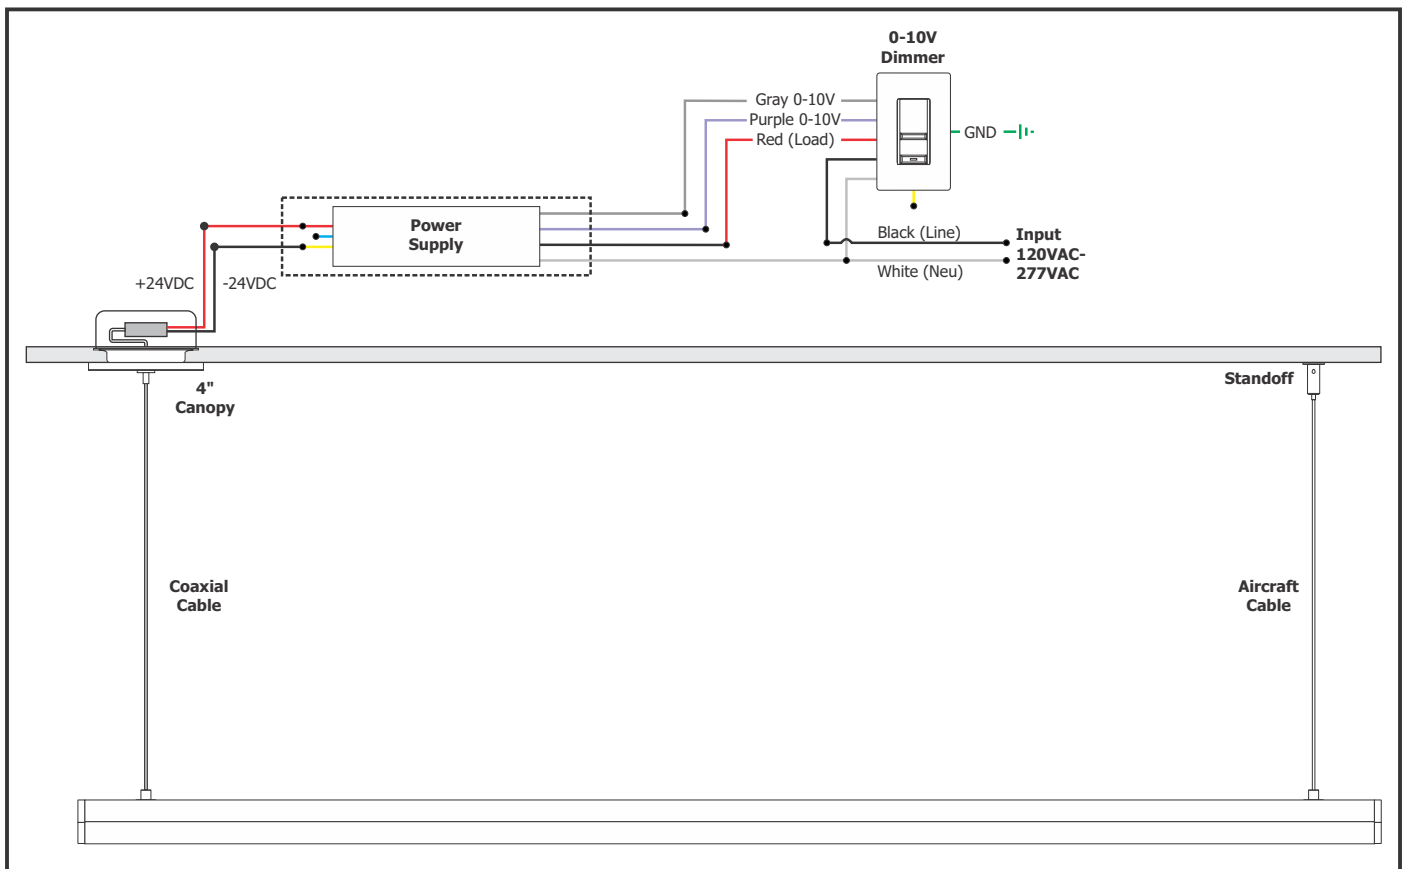 0-10V
Dimmer
Gray 0-10V
Purple 0-10V
Red (Load)
GND
Power
Supply
Black (Line)
White (Neu)
Input
120VAC-
277VAC
+24VDC
-24VDC
4"
Canopy
Standoff
Coaxial
Cable
Aircraft
Cable